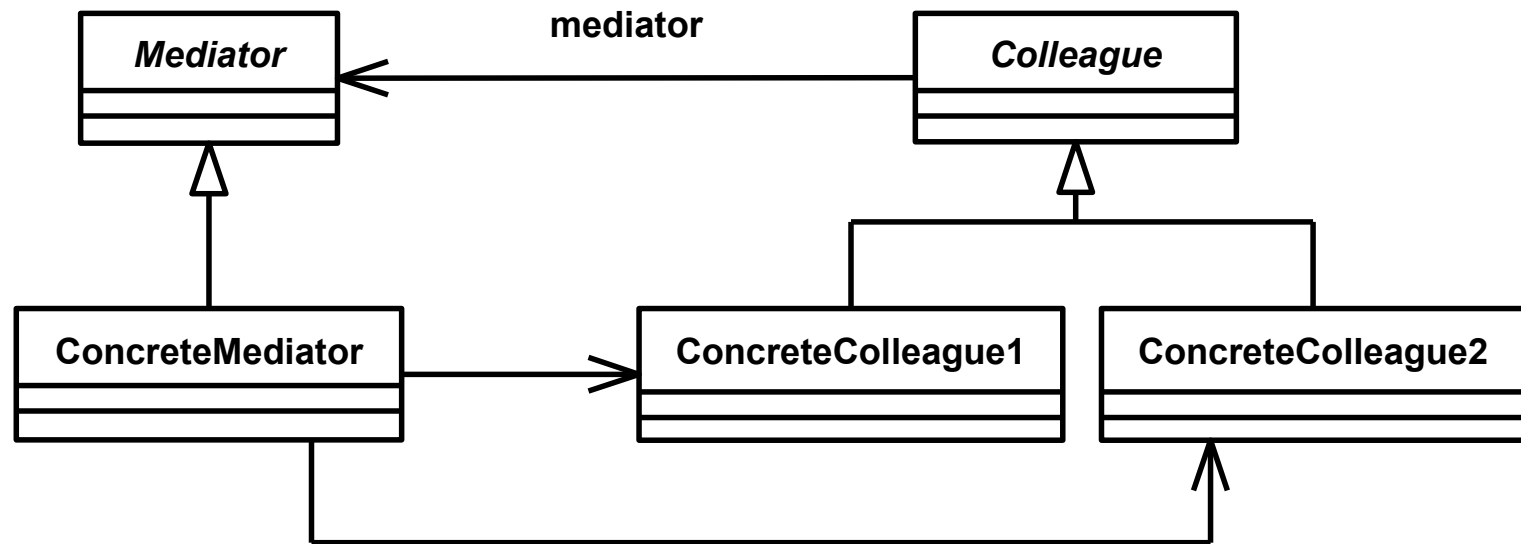 mediator
Mediator
Colleague
ConcreteMediator
ConcreteColleague1
ConcreteColleague2